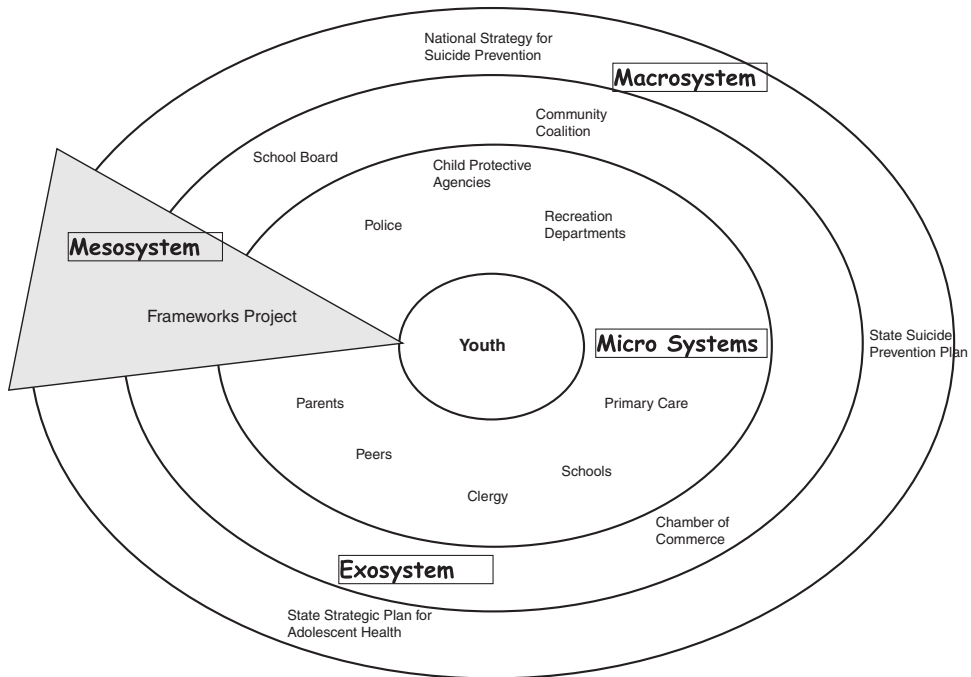 National Strategy for
Suicide Prevention
Macrosystem
Community
Coalition
School Board
Child Protective
Agencies
Police
Recreation
Departments
Mesosystem
Frameworks Project
Youth
Micro Systems
State Suicide
Prevention Plan
Parents
Primary Care
Peers
Schools
Clergy
Chamber of
Commerce
Exosystem
State Strategic Plan for
Adolescent Health